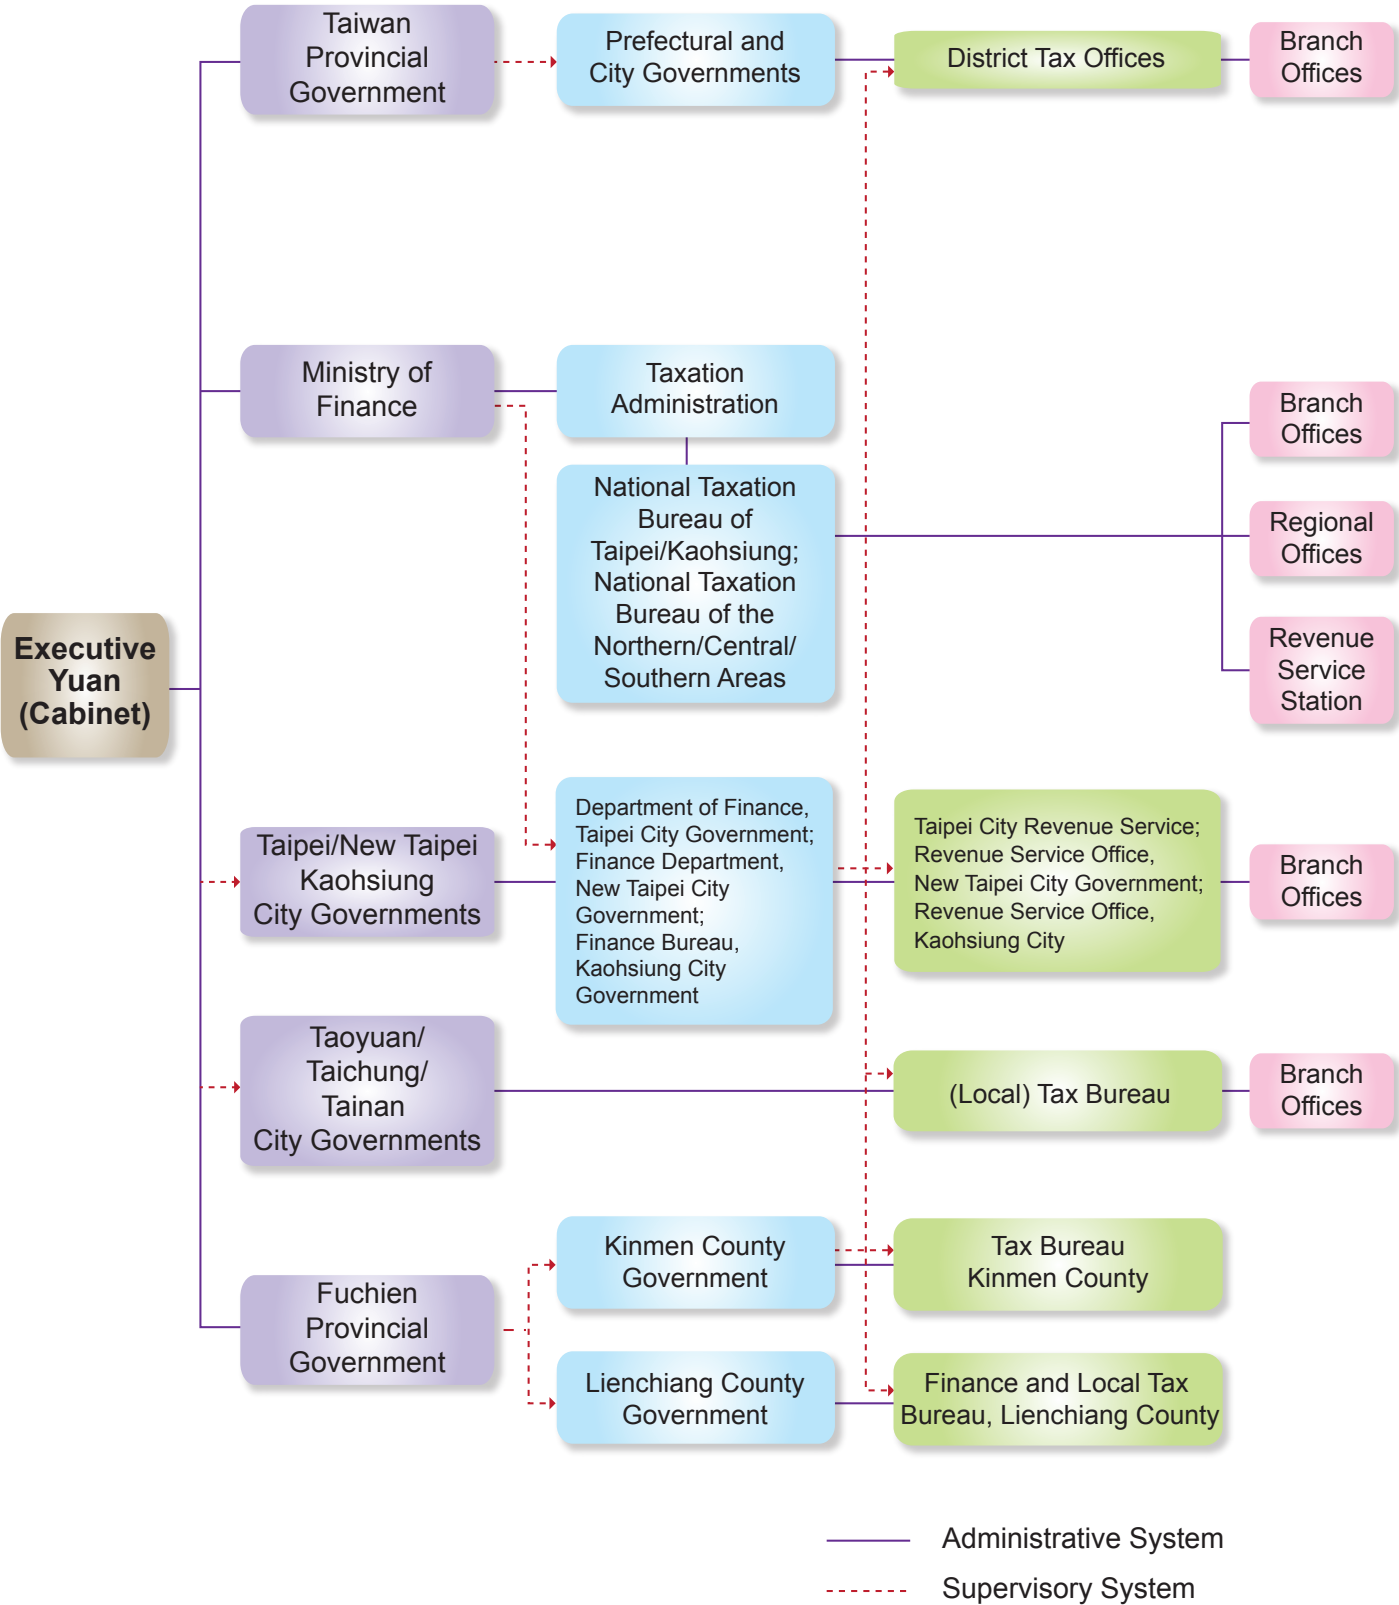 Taiwan
Provincial
Government
Prefectural and
City Governments
District Tax Offices
Branch
Offices
Ministry of
Finance
Taxation
Administration
National Taxation
Bureau of
Taipei/Kaohsiung;
National Taxation
Bureau of the
Northern/Central/
Southern Areas
Branch
Offices
Regional
Offices
Revenue
Service
Station
Executive
Yuan
(Cabinet)
Taipei/New Taipei
Kaohsiung
City Governments
Department of Finance,
Taipei City Government;
Finance Department,
New Taipei City
Government;
Finance Bureau,
Kaohsiung City
Government
Taipei City Revenue Service;
Revenue Service Office,
New Taipei City Government;
Revenue Service Office,
Kaohsiung City
Branch
Offices
Taoyuan/
Taichung/
Tainan
City Governments
(Local) Tax Bureau
Branch
Offices
Fuchien
Provincial
Government
Kinmen County
Government
Tax Bureau
Kinmen County
Lienchiang County
Government
Finance and Local Tax
Bureau, Lienchiang County
Administrative System
Supervisory System